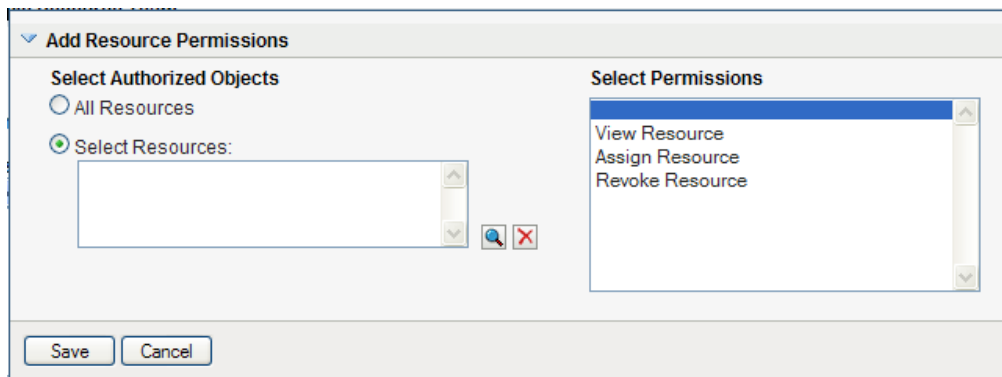 Add Resource Permissions
Select Authorized Objects
All Resources
Select Resources:
Select Permissions
View Resource
Assign Resource
Revoke Resource
Save
Cancel